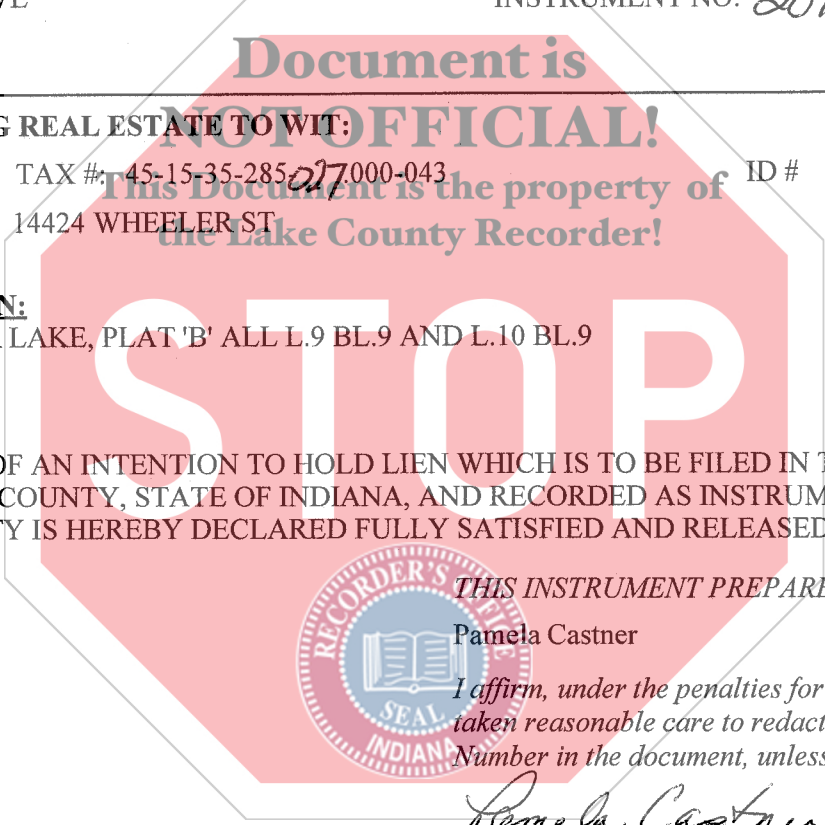 INSTRUMENT NO.
Document is
NOT OFFICIAL!
G REAL ESTATE TO WIT:
TAX #: 45-15-35-285-027.000-043 ID #
This Document is the property of
14424 WHEELER ST
the Lake County Recorder!
N:
LAKE, PLAT 'B' ALL L.9 BL.9 AND L.10 BL.9
STOP
OF AN INTENTION TO HOLD LIEN WHICH IS TO BE FILED IN T
COUNTY, STATE OF INDIANA, AND RECORDED AS INSTRUM
TY IS HEREBY DECLARED FULLY SATISFIED AND RELEASED
THIS INSTRUMENT PREPARE
Pamela Castner
RECORDER'S OFFICE
SEAL
INDIANA
I affirm, under the penalties for
taken reasonable care to redact
Number in the document, unless
Pamela Castner